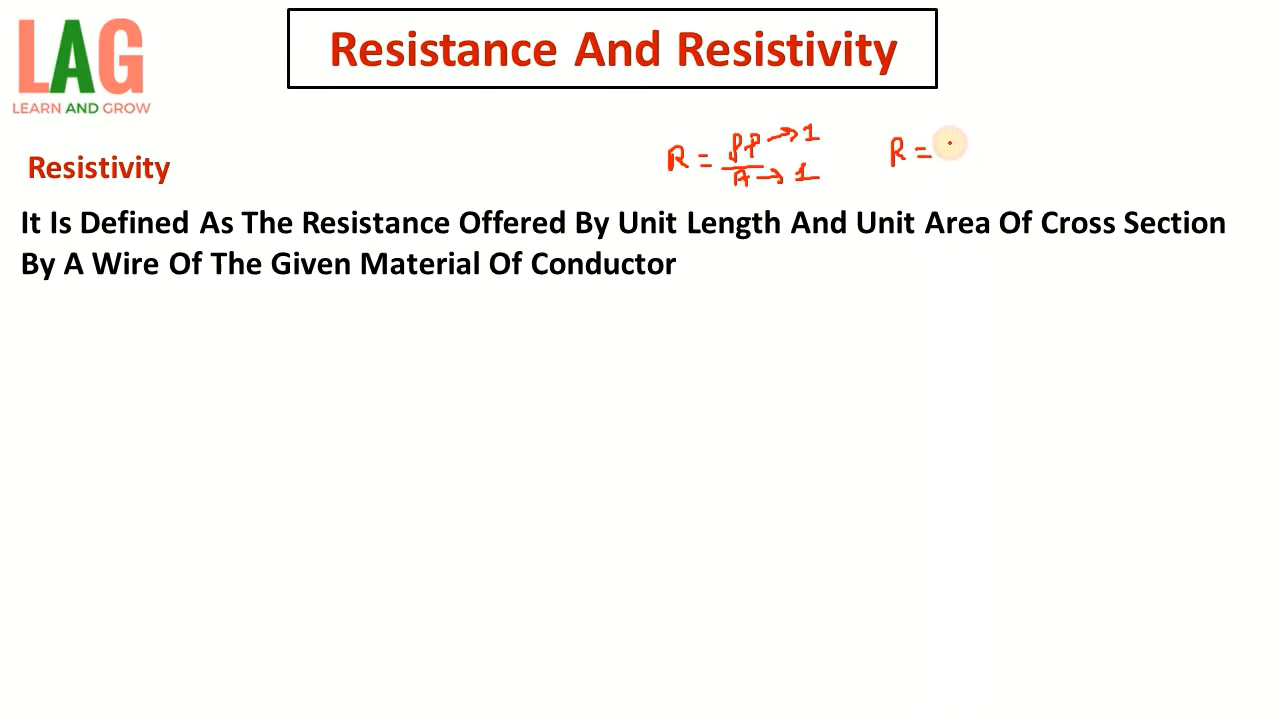 LAG
LEARN AND GROW
Resistance And Resistivity
R = ρℓ → 1
A → 1
R =
Resistivity
It Is Defined As The Resistance Offered By Unit Length And Unit Area Of Cross Section
By A Wire Of The Given Material Of Conductor